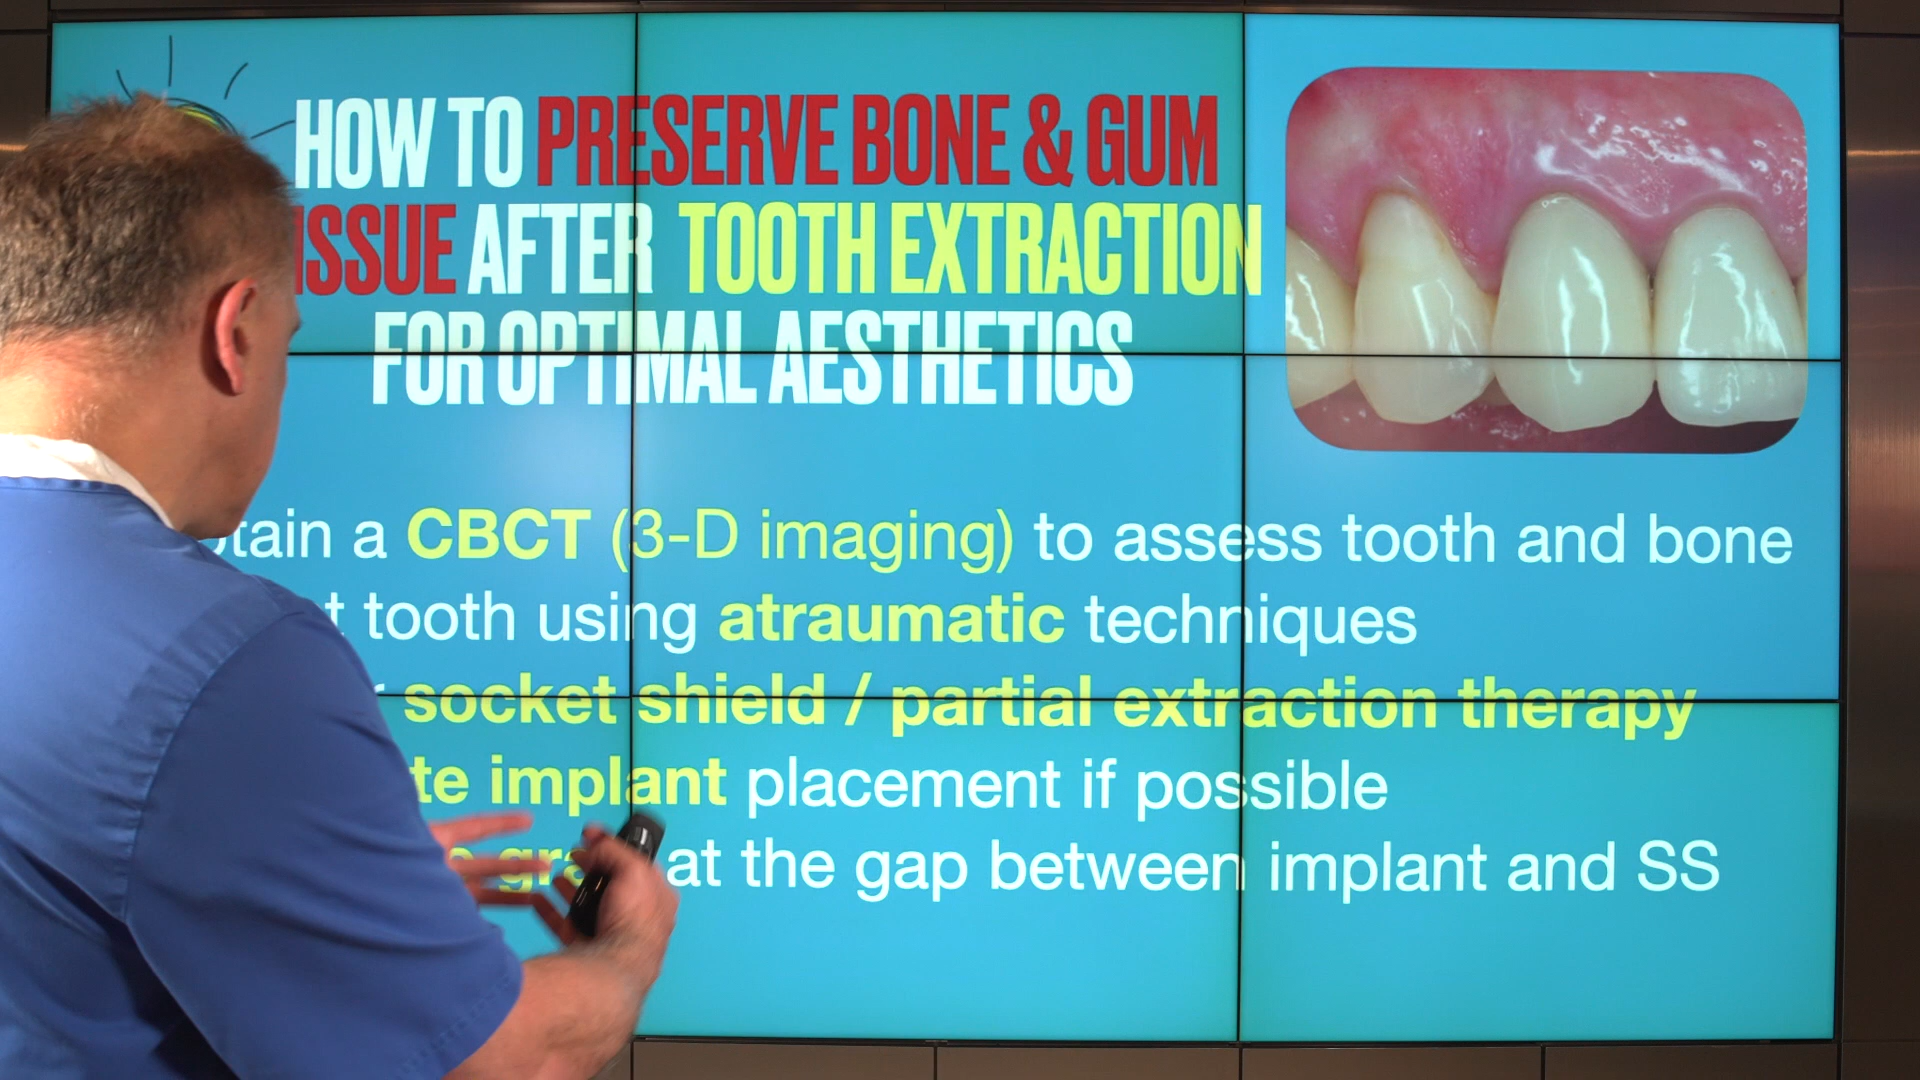 HOW TO PRESERVE BONE & GUM
ISSUE AFTER TOOTH EXTRACTION
FOR OPTIMAL AESTHETICS
tain a CBCT (3-D imaging) to assess tooth and bone
t tooth using atraumatic techniques
socket shield / partial extraction therapy
te implant placement if possible
gra at the gap between implant and SS